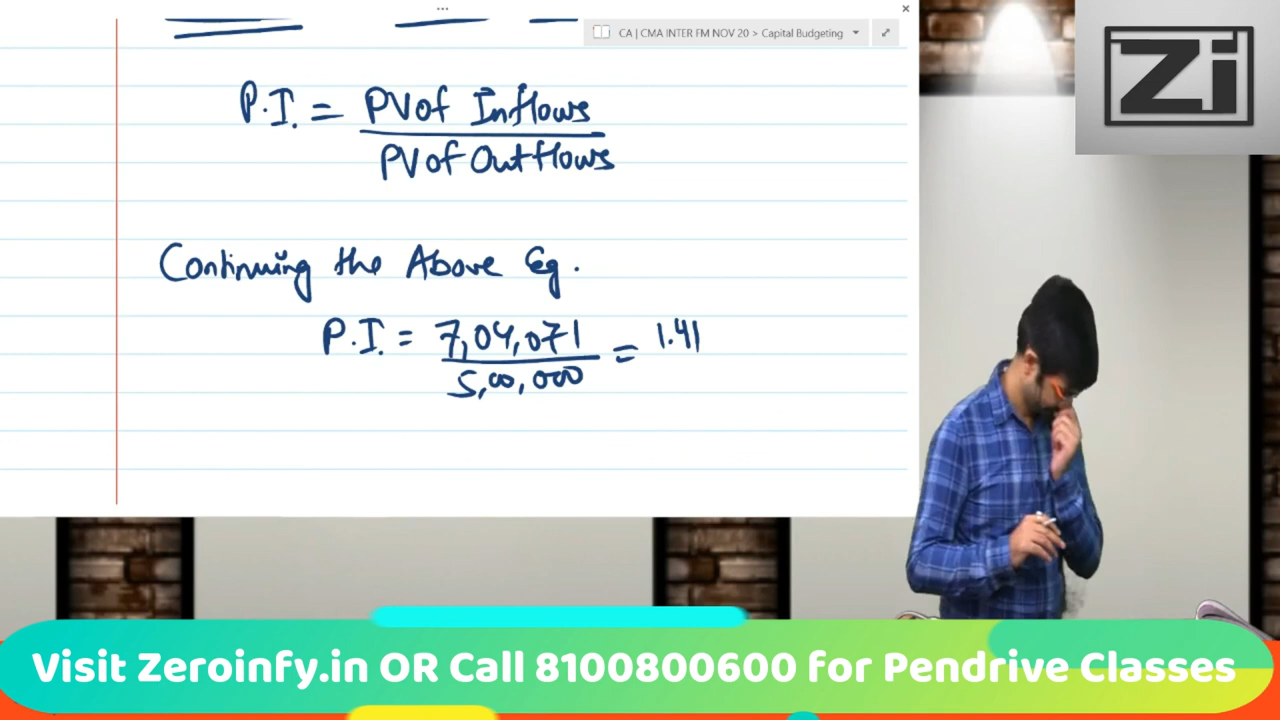 CA | CMA INTER FM NOV 20 > Capital Budgeting
Zi
P.I. = PV of Inflows
PV of Outflows
Continuing the Above Eg.
P.I. = 7,04,071 = 1.41
5,00,000
Visit Zeroinfy.in OR Call 8100800600 for Pendrive Classes